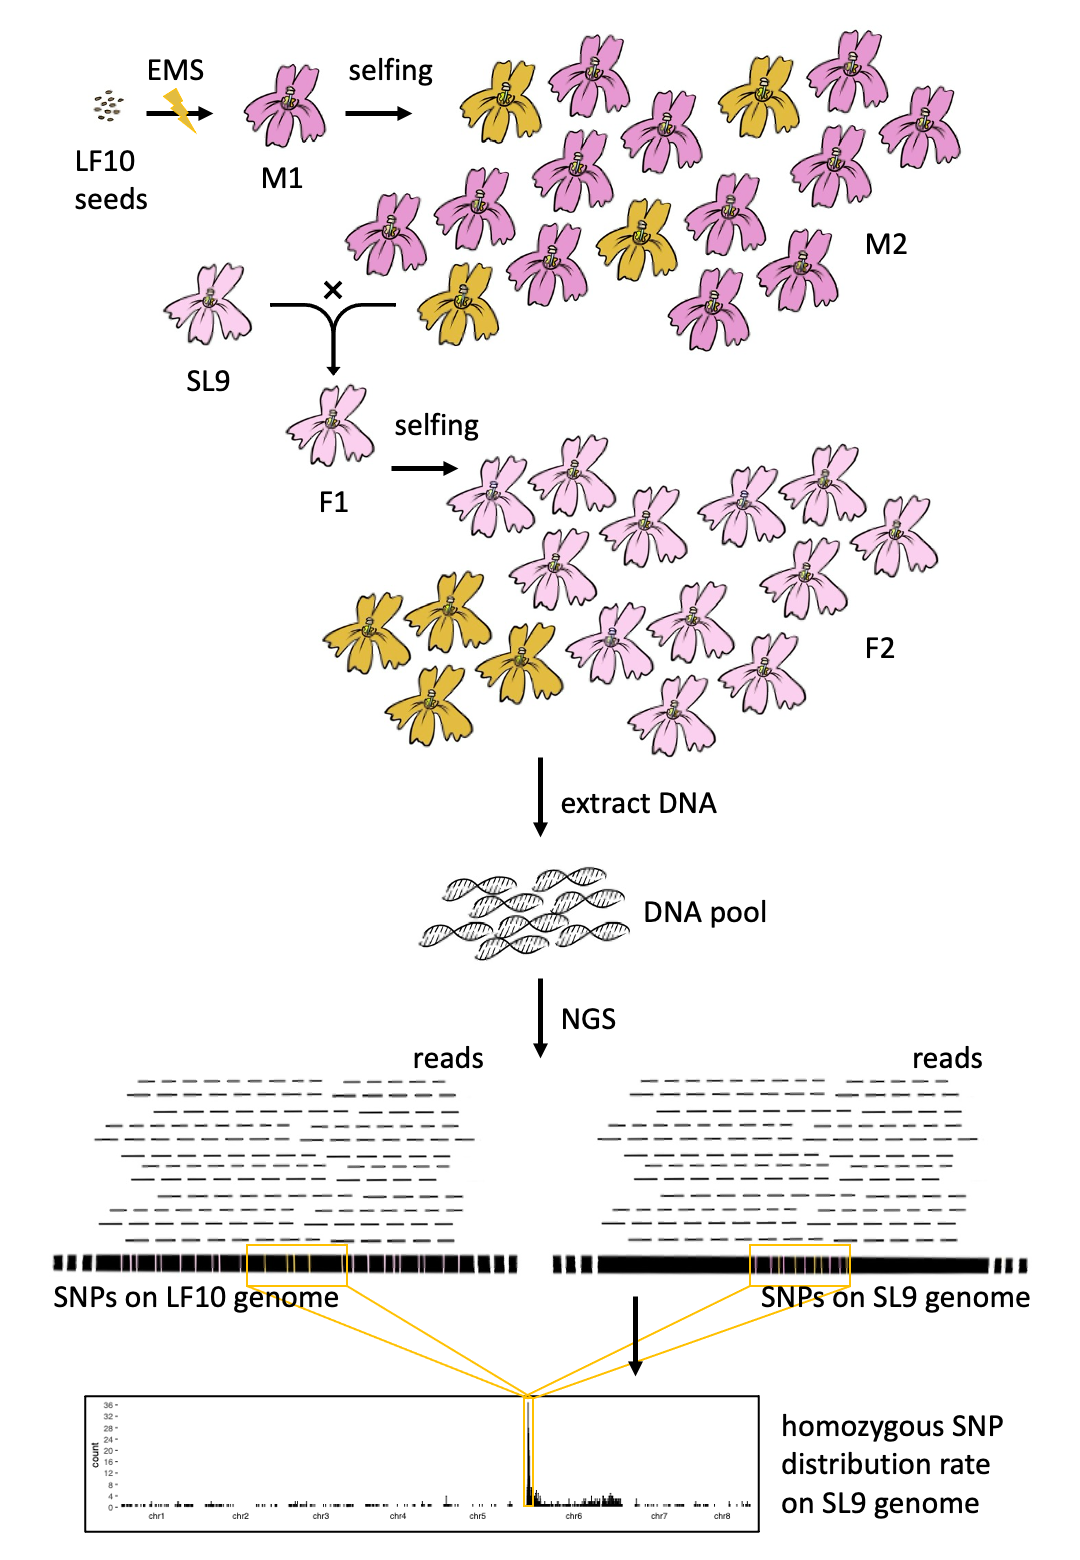 EMS
selfing
LF10
seeds
M1
M2
SL9
×
F1
selfing
F2
extract DNA
DNA pool
NGS
reads
reads
SNPs on LF10 genome
SNPs on SL9 genome
36
32
28
24
20
16
12
8
4
0
count
chr1
chr2
chr3
chr4
chr5
chr6
chr7
chr8
homozygous SNP
distribution rate
on SL9 genome